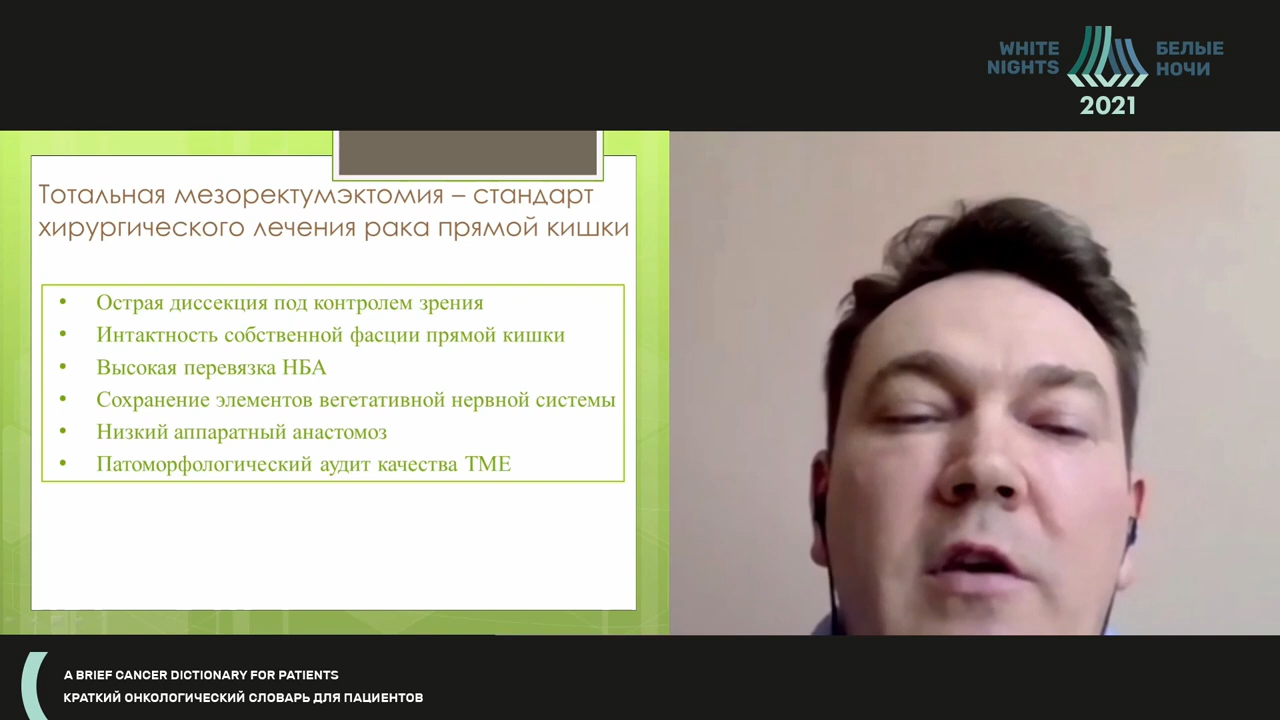 WHITE
NIGHTS
БЕЛЫЕ
НОЧИ
2021
Тотальная мезоректумэктомия – стандарт
хирургического лечения рака прямой кишки
• Острая диссекция под контролем зрения
• Интактность собственной фасции прямой кишки
• Высокая перевязка НБА
• Сохранение элементов вегетативной нервной системы
• Низкий аппаратный анастомоз
• Патоморфологический аудит качества ТМЕ
A BRIEF CANCER DICTIONARY FOR PATIENTS
КРАТКИЙ ОНКОЛОГИЧЕСКИЙ СЛОВАРЬ ДЛЯ ПАЦИЕНТОВ